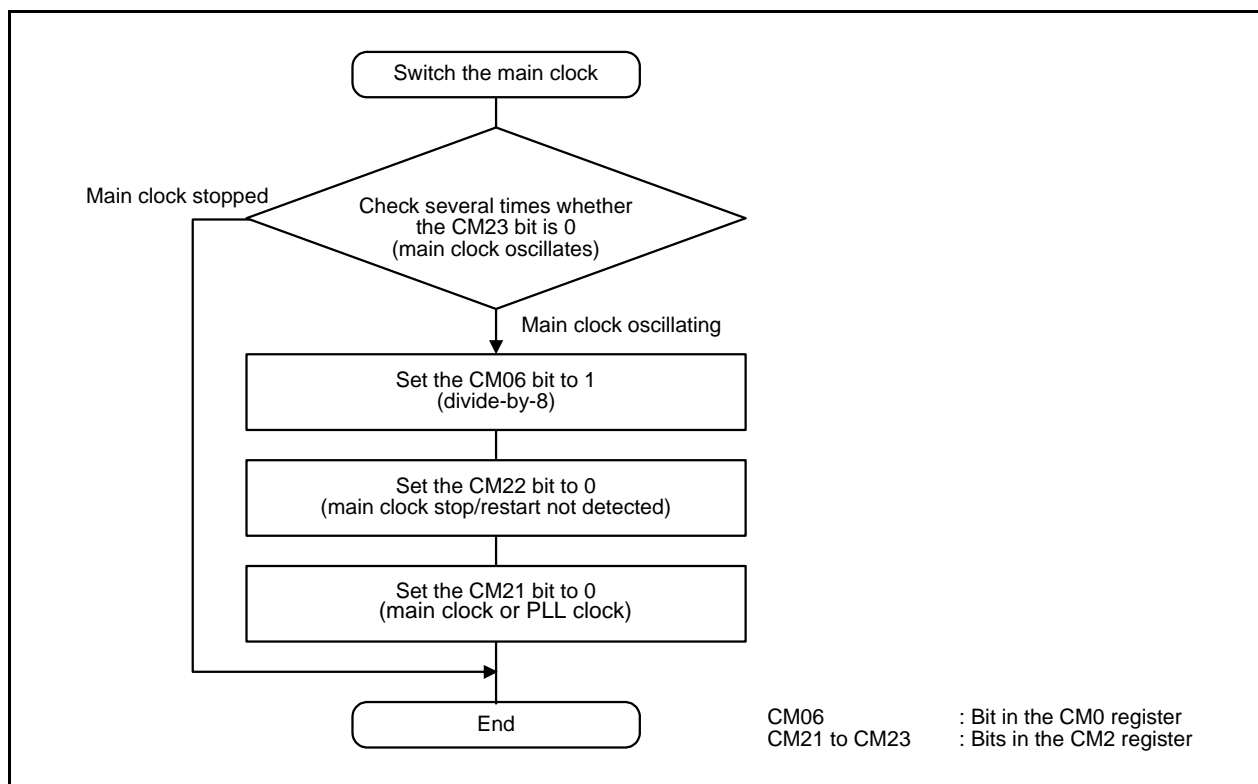 Switch the main clock
Main clock stopped
Check several times whether
the CM23 bit is 0
(main clock oscillates)
Main clock oscillating
Set the CM06 bit to 1
(divide-by-8)
Set the CM22 bit to 0
(main clock stop/restart not detected)
Set the CM21 bit to 0
(main clock or PLL clock)
End
CM06 : Bit in the CM0 register
CM21 to CM23 : Bits in the CM2 register